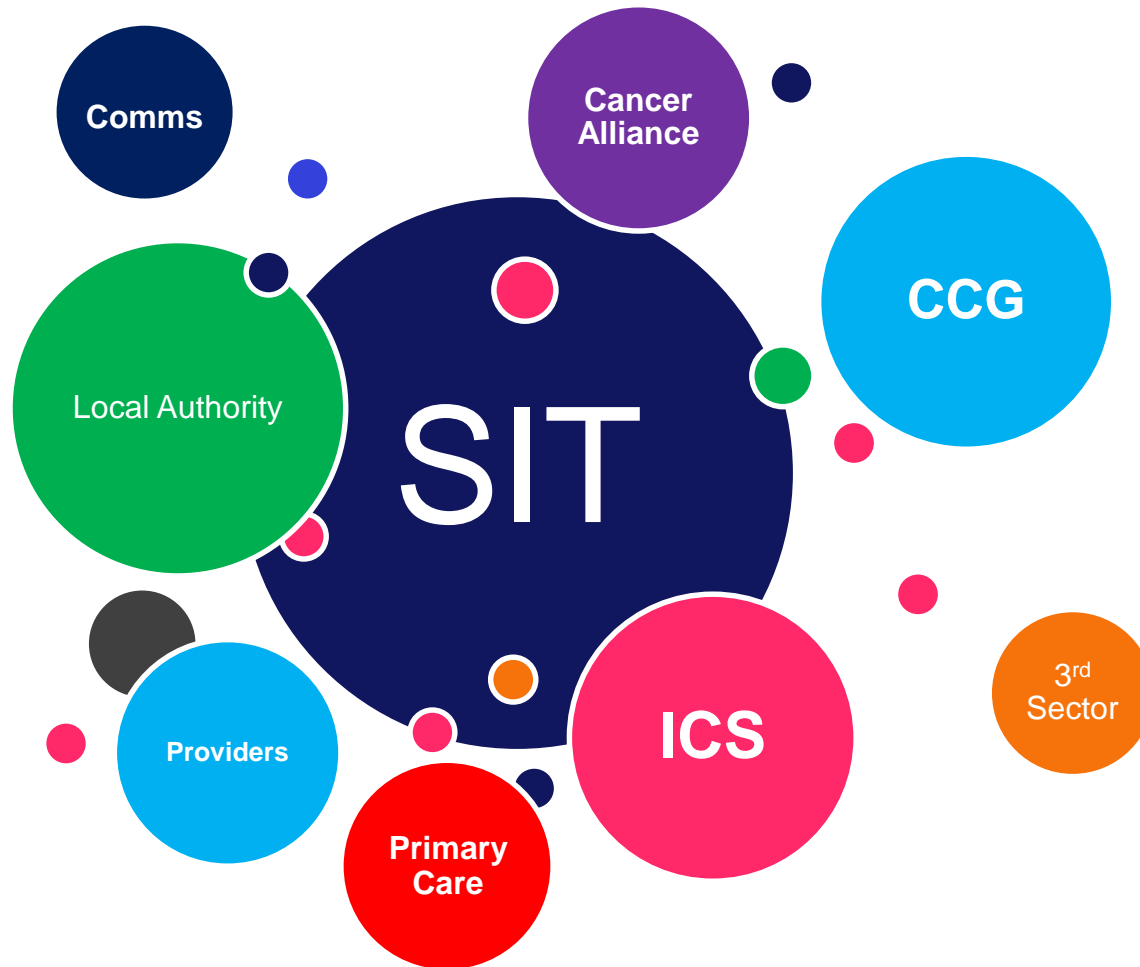 Comms
Cancer
Alliance
CCG
Local Authority
SIT
3rd
Sector
ICS
Providers
Primary
Care